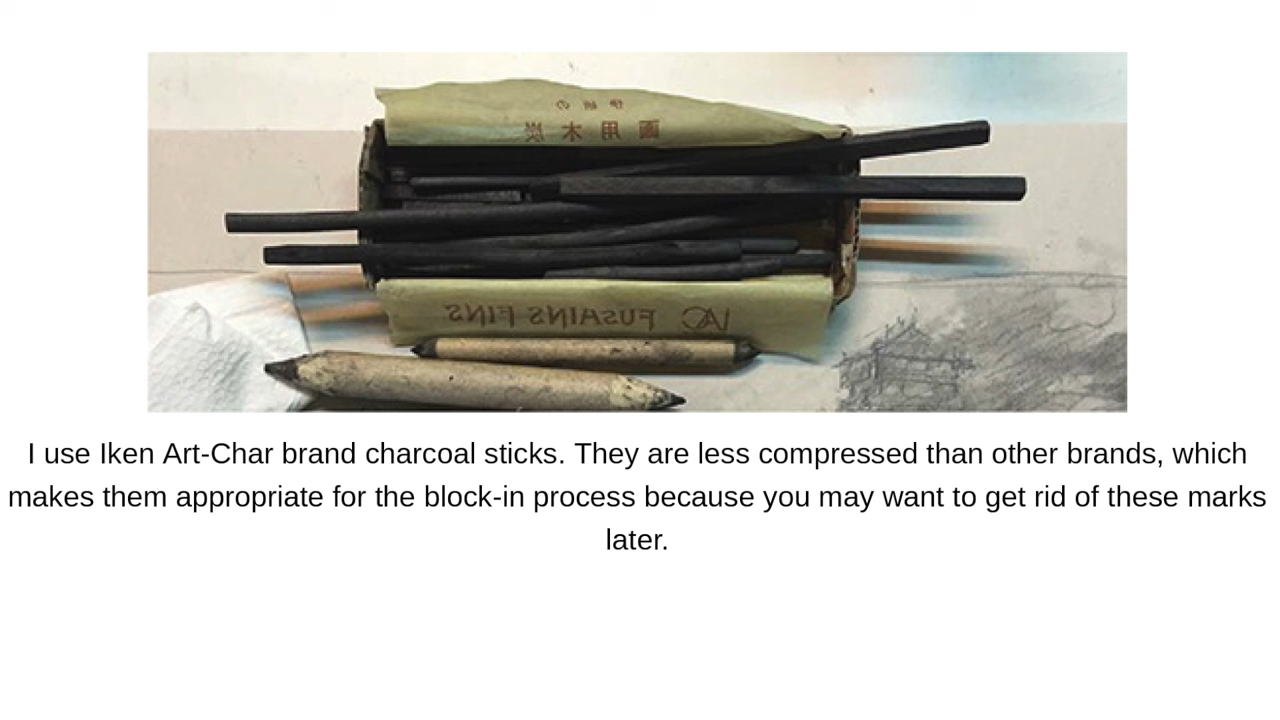 画用木炭
FUSAINS FINS
I use Iken Art-Char brand charcoal sticks. They are less compressed than other brands, which
makes them appropriate for the block-in process because you may want to get rid of these marks
later.